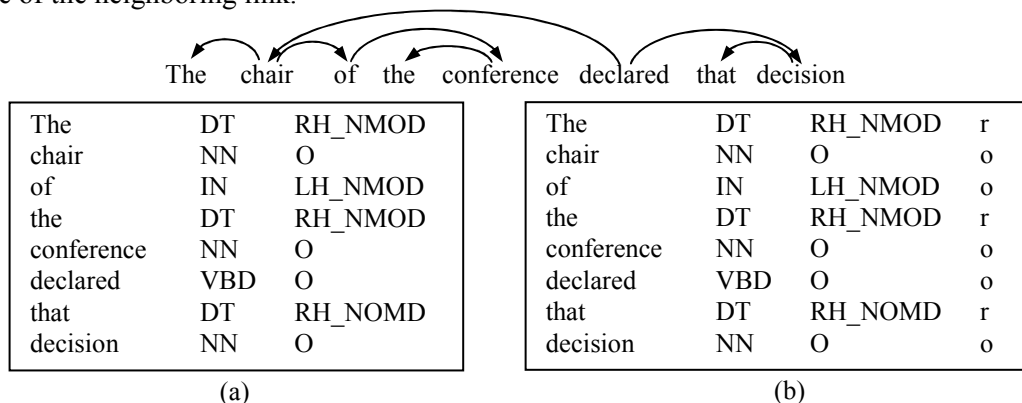 e of the neighboring link.
The chair of the conference declared that decision
The DT RH_NMOD
chair NN O
of IN LH_NMOD
the DT RH_NMOD
conference NN O
declared VBD O
that DT RH_NOMD
decision NN O
(a)
The DT RH_NMOD r
chair NN O o
of IN LH_NMOD o
the DT RH_NMOD r
conference NN O o
declared VBD O o
that DT RH_NOMD r
decision NN O o
(b)